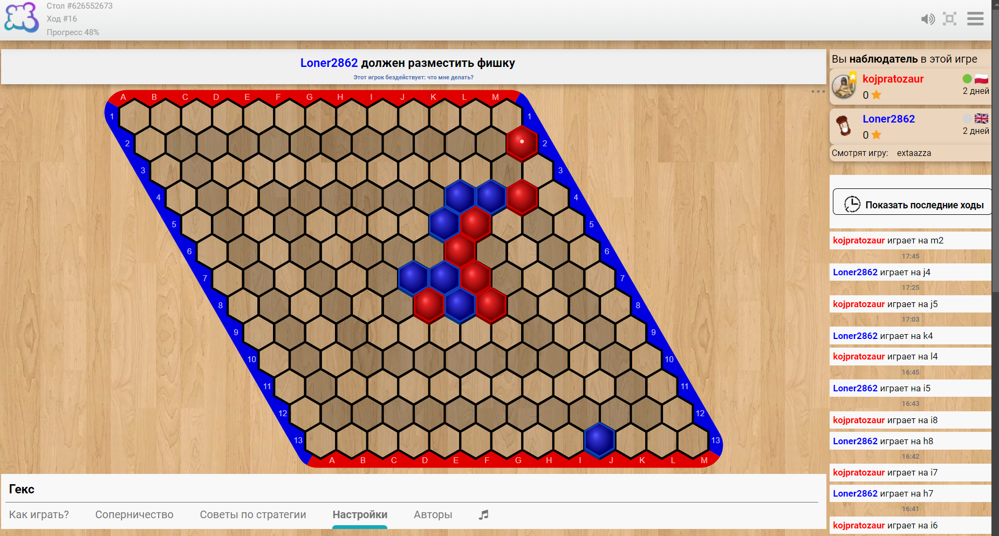 Стол #626552673
Ход #16
Прогресс 48%
Loner2862 должен разместить фишку
Этот игрок бездействует: что мне делать?
A B C D E F G H I J K L M
1 1
2 2
3 3
4 4
5 5
6 6
7 7
8 8
9 9
10 10
11 11
12 12
13 13
A B C D E F G H I J K L M
Гекс
Как играть? Соперничество Советы по стратегии Настройки Авторы
Вы наблюдатель в этой игре
kojpratozaur
0
2 дней
Loner2862
0
2 дней
Смотрят игру: extaazza
Показать последние ходы
kojpratozaur играет на m2
17:45
Loner2862 играет на j4
17:25
kojpratozaur играет на j5
17:03
Loner2862 играет на k4
kojpratozaur играет на l4
16:45
Loner2862 играет на i5
16:43
kojpratozaur играет на i8
Loner2862 играет на h8
16:42
kojpratozaur играет на i7
Loner2862 играет на h7
16:41
kojpratozaur играет на i6